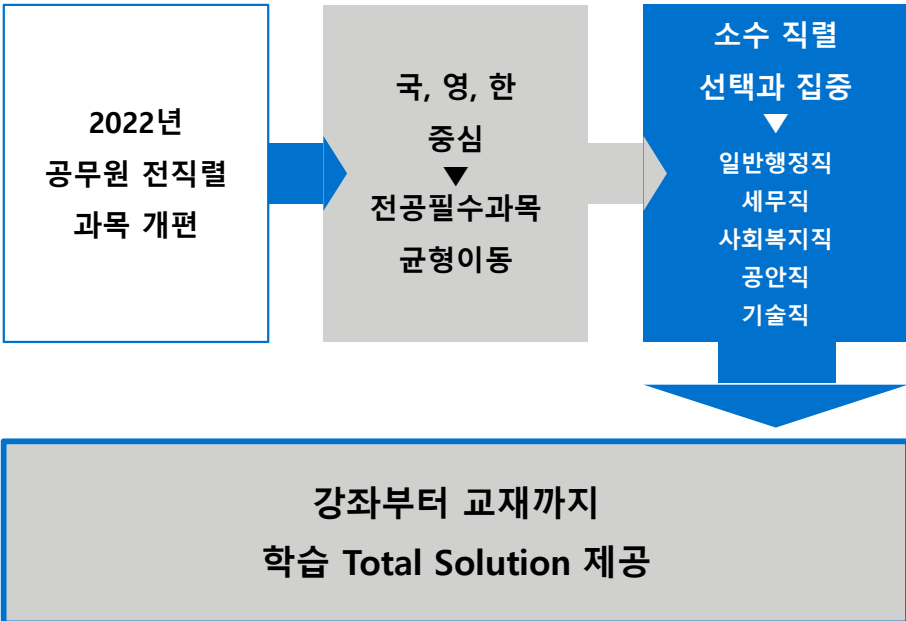 2022년
공무원 전직렬
과목 개편
국, 영, 한
중심
▼
전공필수과목
균형이동
소수 직렬
선택과 집중
▼
일반행정직
세무직
사회복지직
공안직
기술직
강좌부터 교재까지
학습 Total Solution 제공